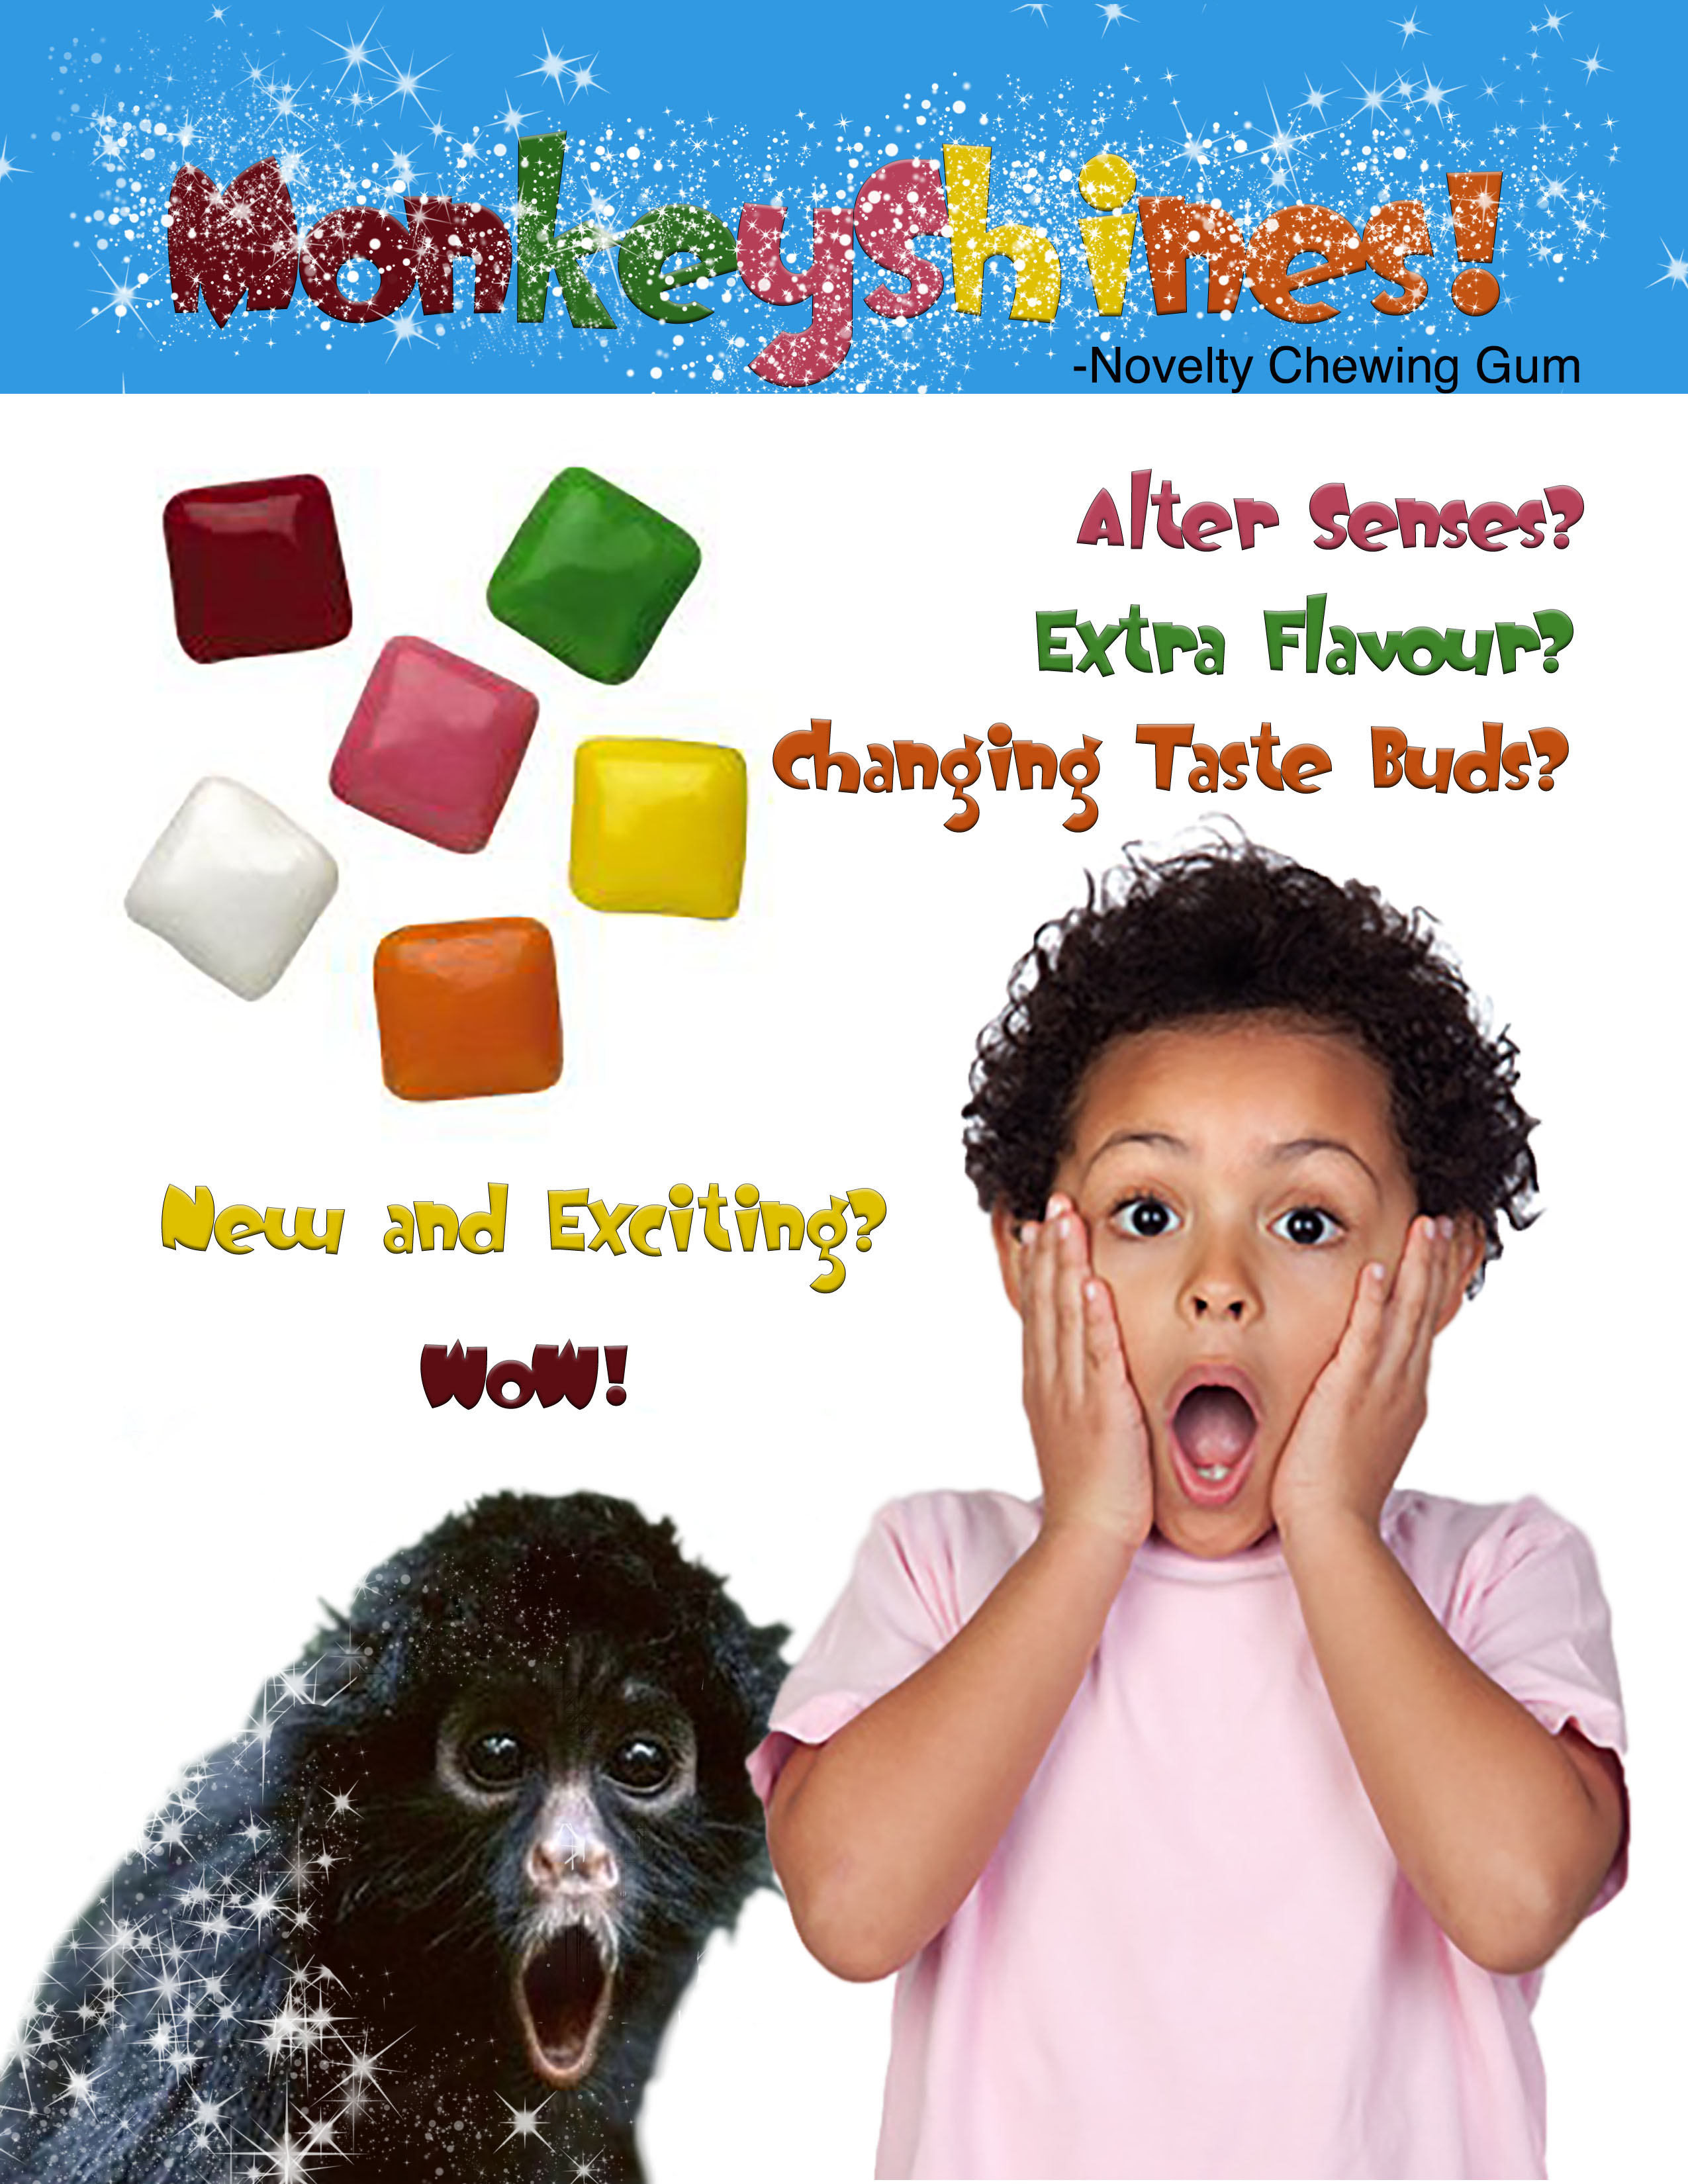 MonkeyShines!
-Novelty Chewing Gum
Alter Senses?
Extra Flavour?
Changing Taste Buds?
New and Exciting?
WoW!